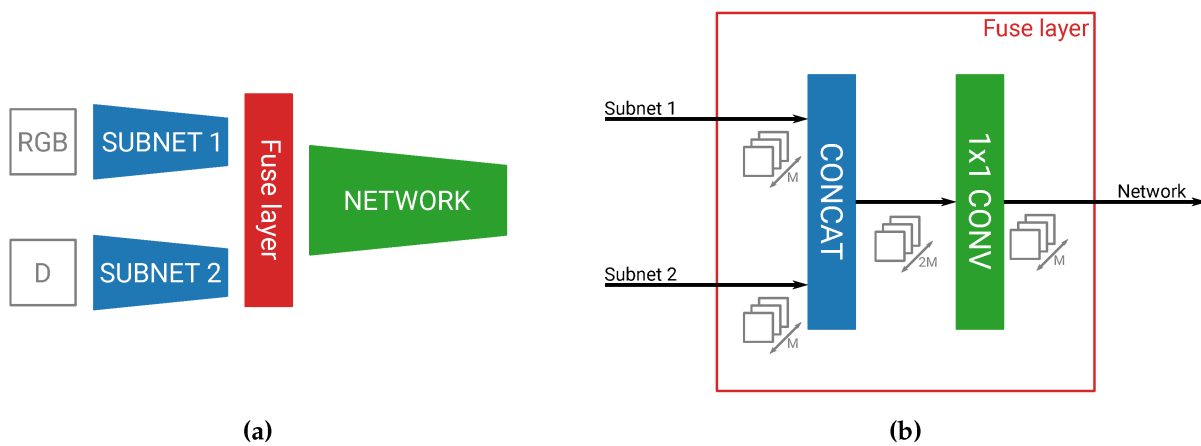 RGB
SUBNET 1
D
SUBNET 2
Fuse layer
NETWORK
(a)
Fuse layer
Subnet 1
M
Subnet 2
M
CONCAT
2M
1x1 CONV
M
Network
(b)